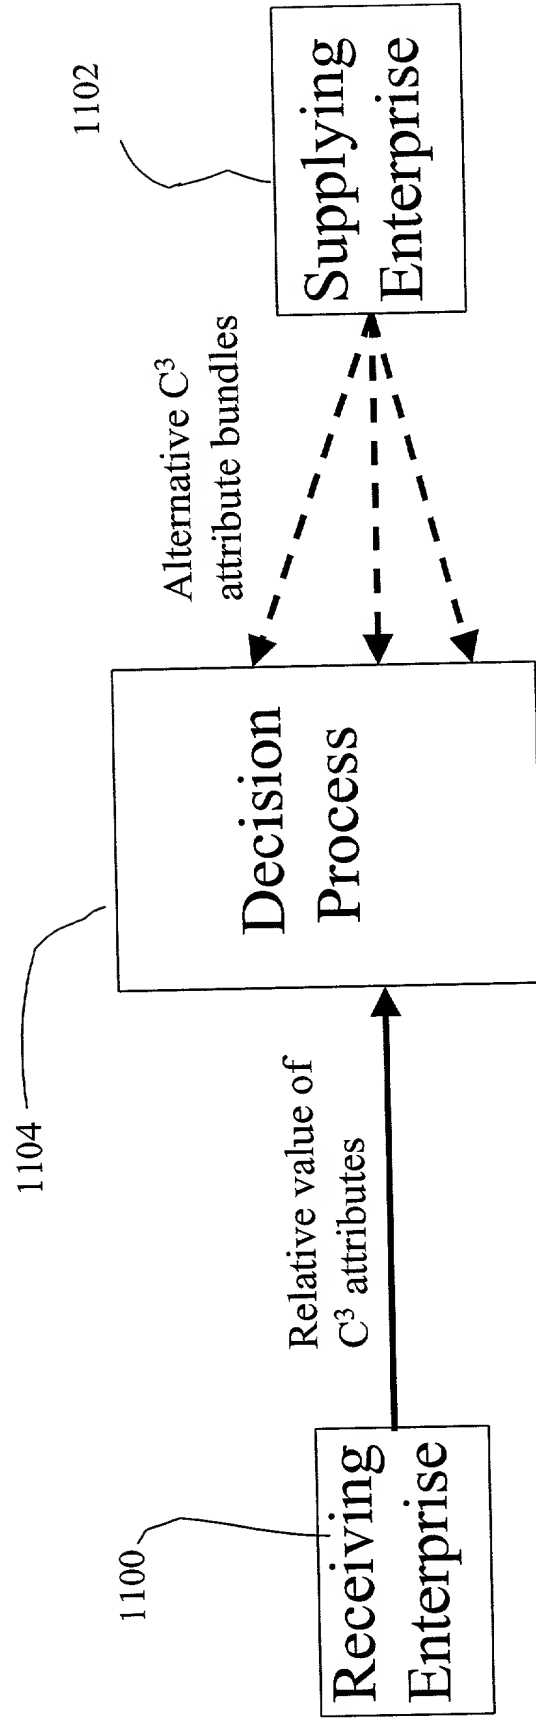 1100
Receiving
Enterprise
Relative value of
C³ attributes
1104
Decision
Process
Alternative C³
attribute bundles
1102
Supplying
Enterprise